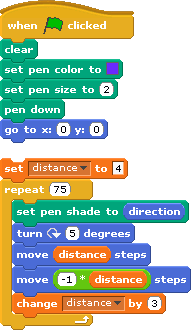 when clicked
clear
set pen color to
set pen size to 2
pen down
go to x: 0 y: 0
set distance to 4
repeat 75
set pen shade to direction
turn 5 degrees
move distance steps
move -1 * distance steps
change distance by 3